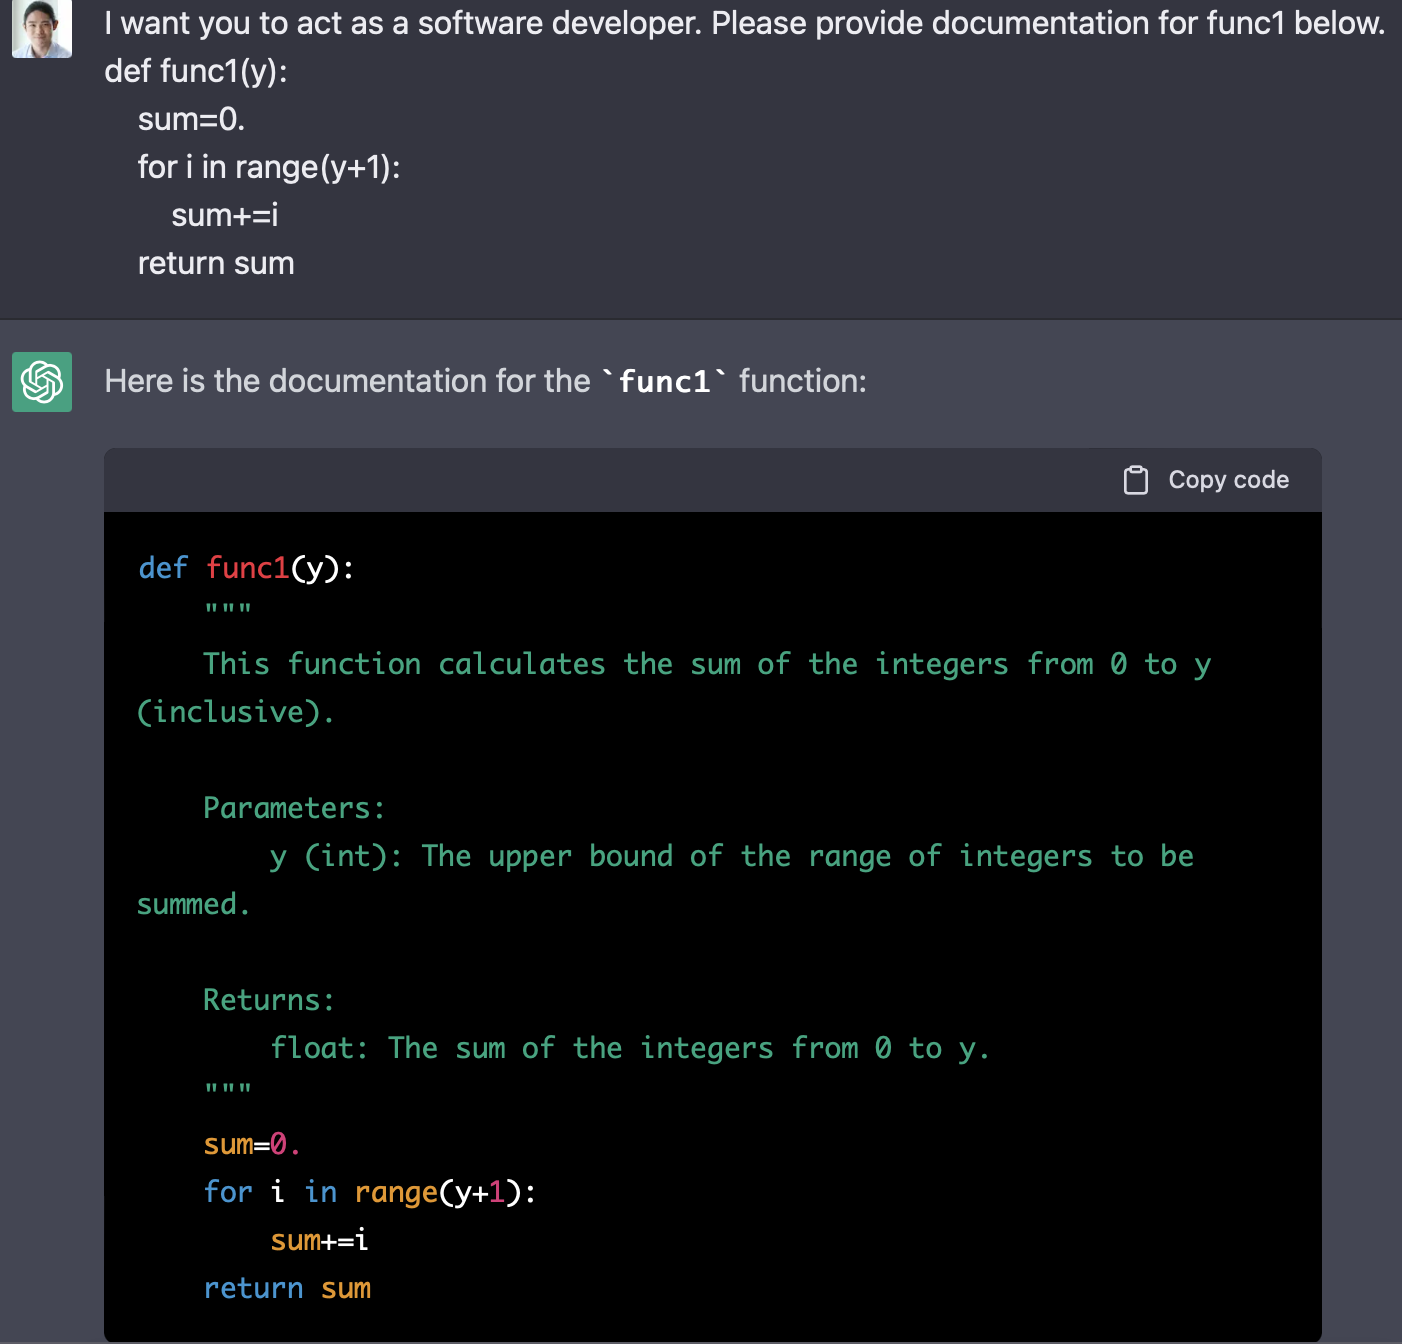 I want you to act as a software developer. Please provide documentation for func1 below.
def func1(y):
    sum=0.
    for i in range(y+1):
        sum+=i
    return sum
Here is the documentation for the `func1` function:
Copy code
def func1(y):
    """
    This function calculates the sum of the integers from 0 to y
(inclusive).
    Parameters:
        y (int): The upper bound of the range of integers to be
summed.
    Returns:
        float: The sum of the integers from 0 to y.
    """
    sum=0.
    for i in range(y+1):
        sum+=i
    return sum